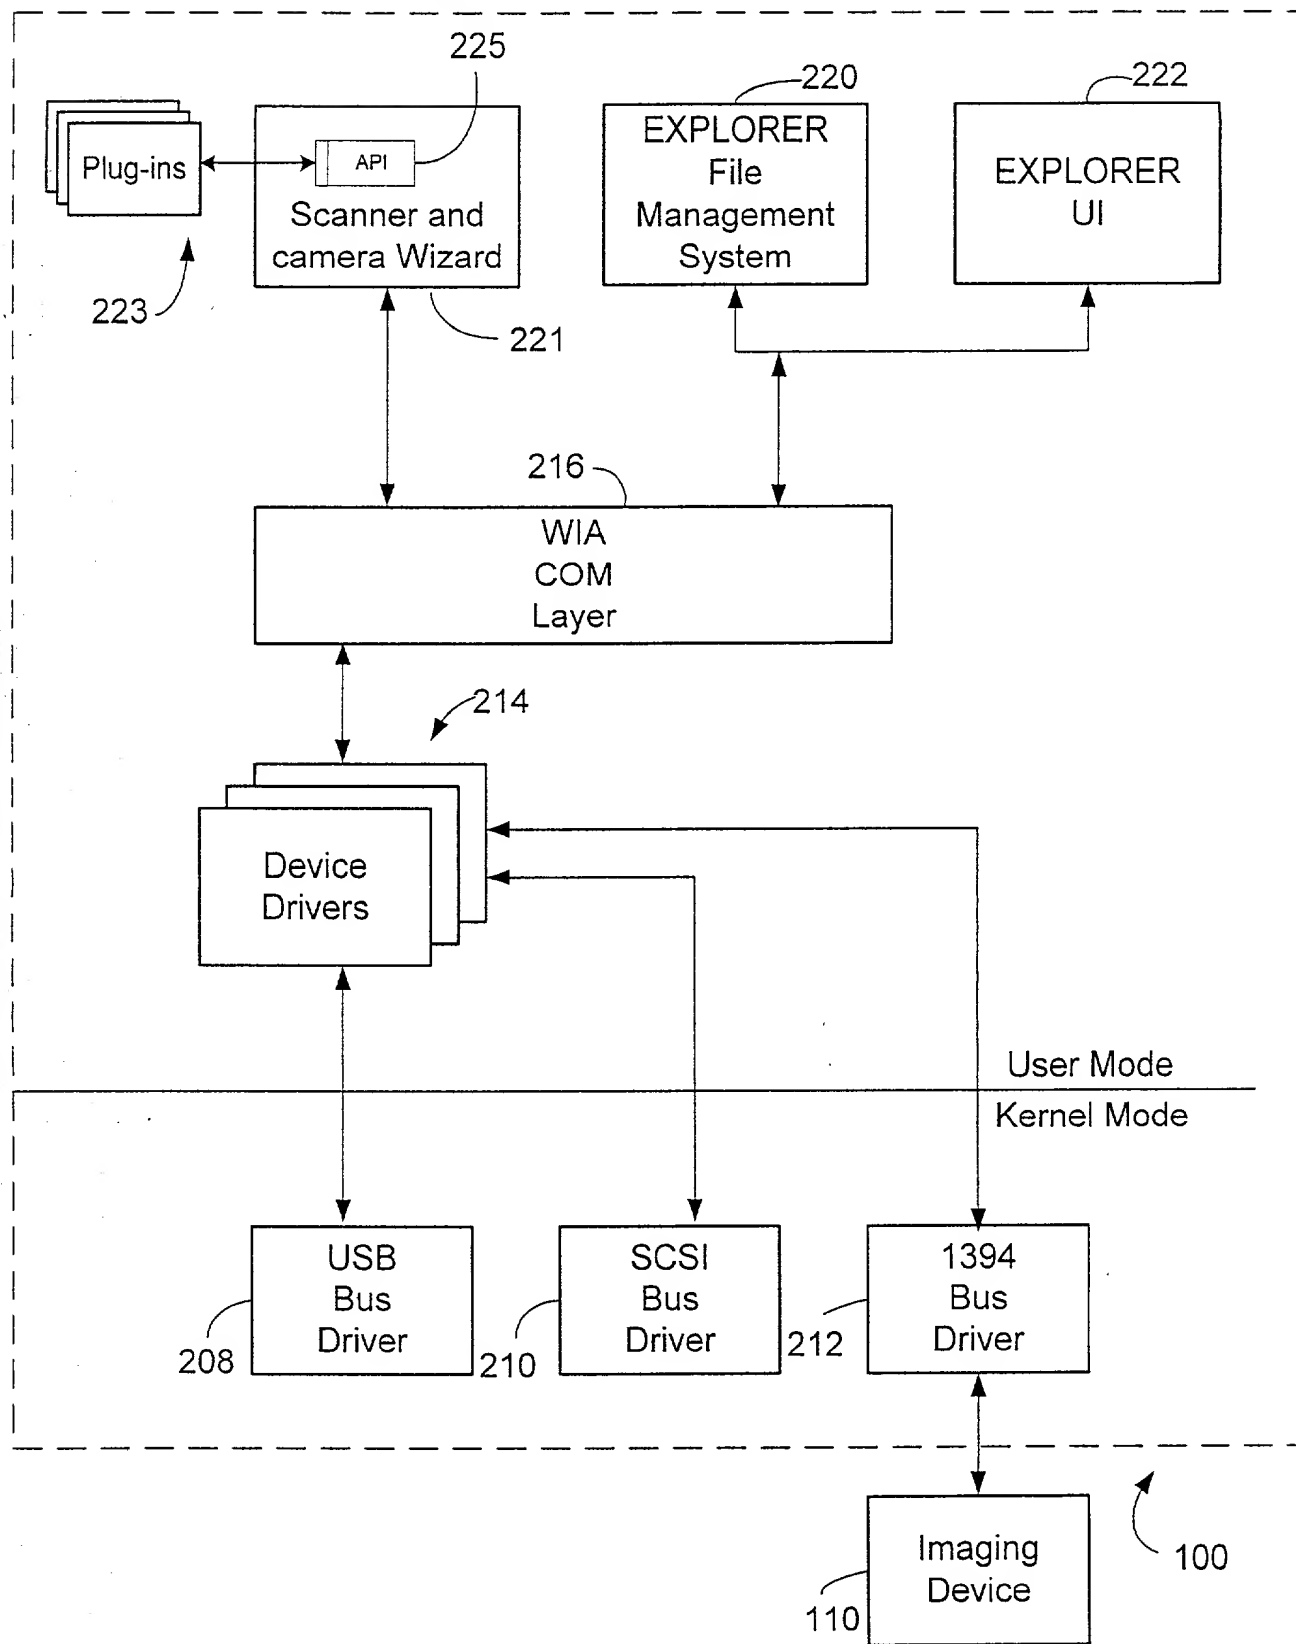 225
220
222
Plug-ins
API
Scanner and
camera Wizard
EXPLORER
File
Management
System
EXPLORER
UI
223
221
216
WIA
COM
Layer
214
Device
Drivers
User Mode
Kernel Mode
USB
Bus
Driver
208
SCSI
Bus
Driver
210
1394
Bus
Driver
212
Imaging
Device
110
100